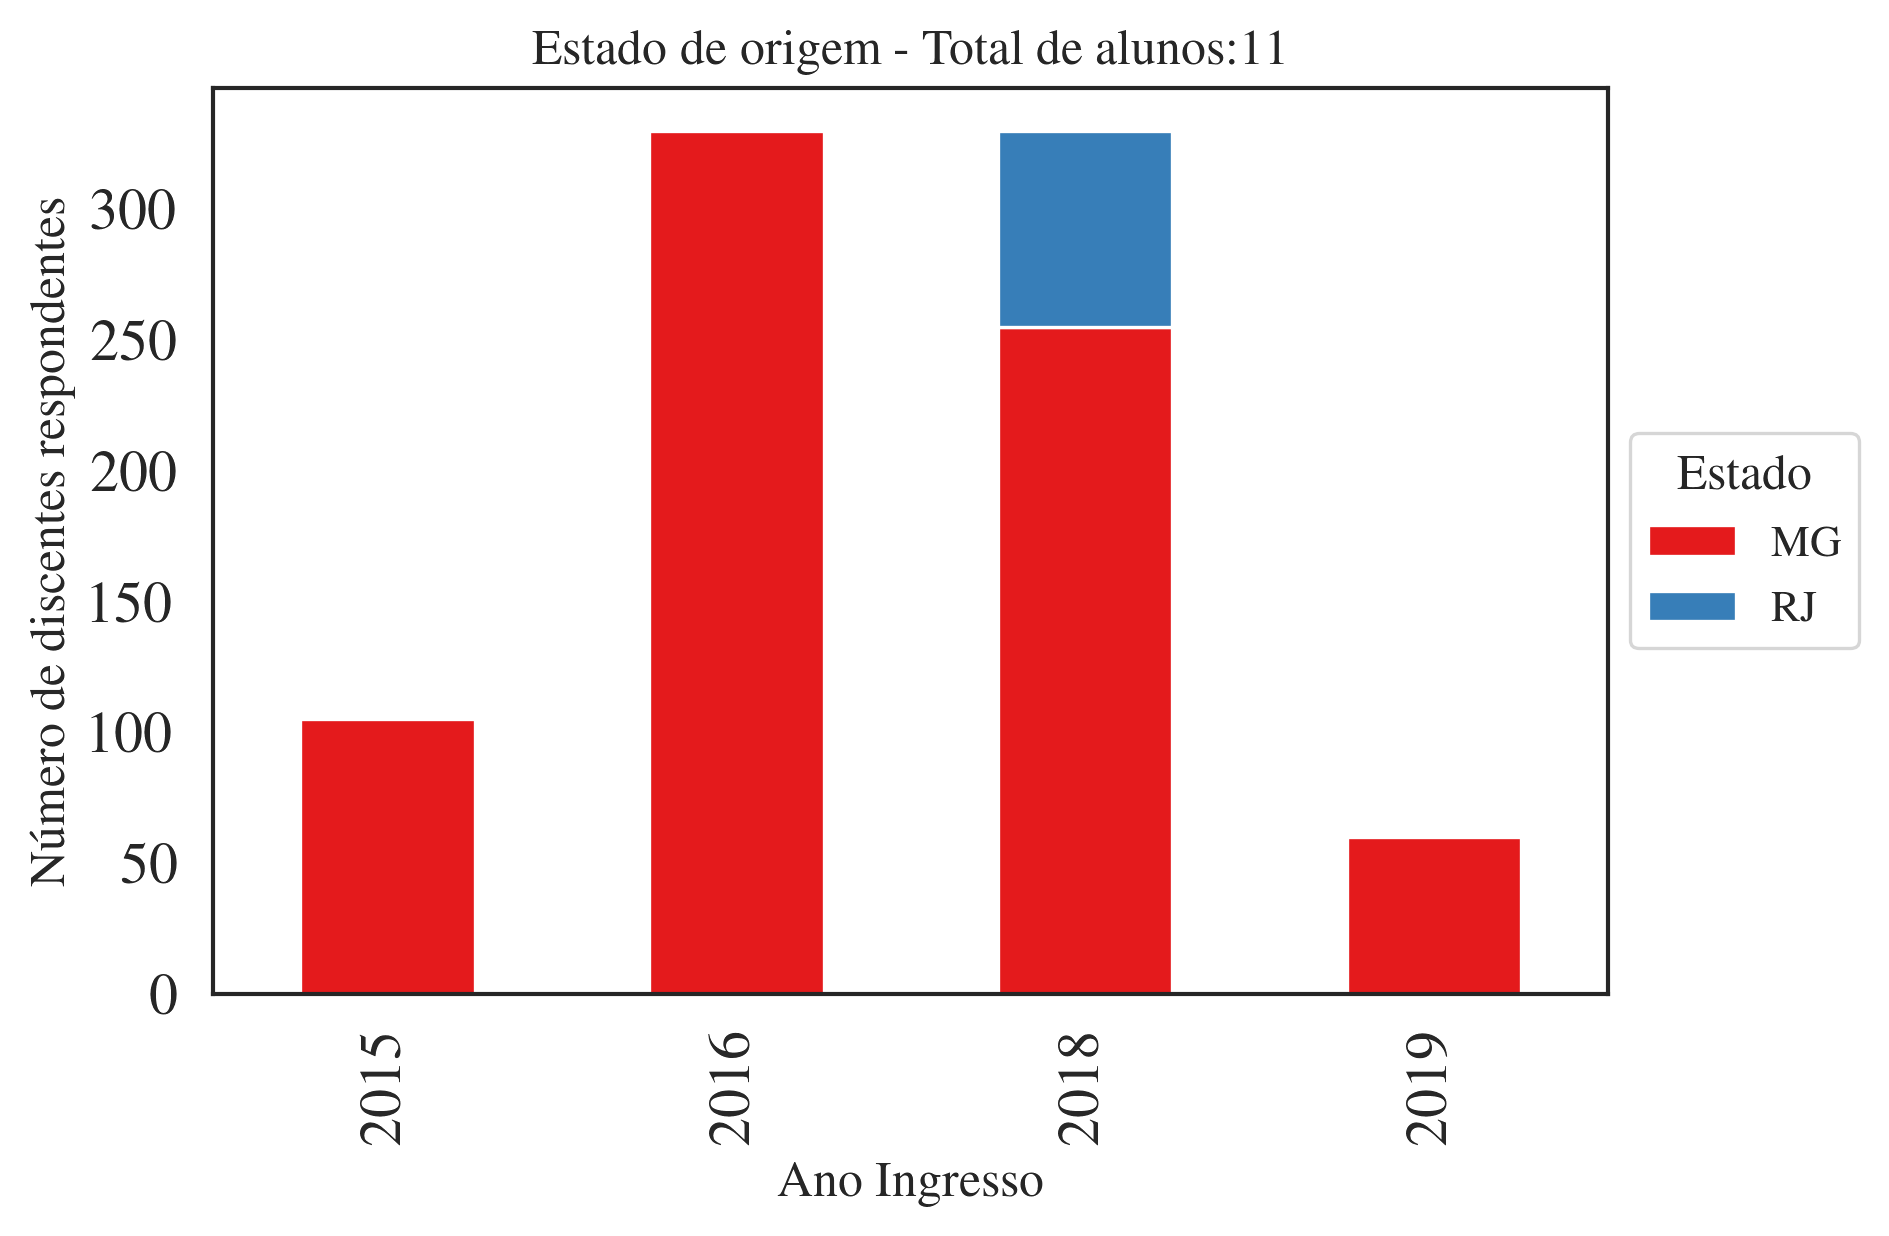 Estado de origem - Total de alunos:11
Número de discentes respondentes
300
250
200
150
100
50
0
2015
2016
2018
2019
Ano Ingresso
Estado
MG
RJ